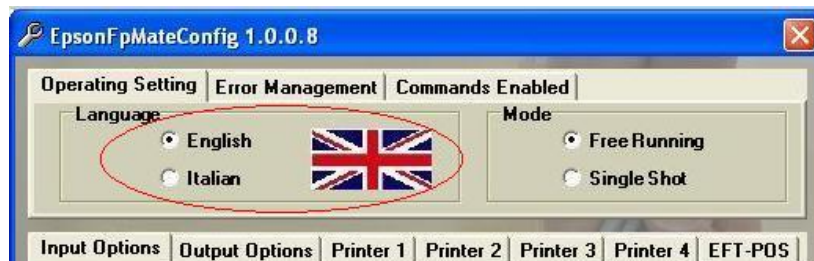 EpsonFpMateConfig 1.0.0.8
Operating Setting Error Management Commands Enabled
Language Mode
English Free Running
Italian Single Shot
Input Options Output Options Printer 1 Printer 2 Printer 3 Printer 4 EFT-POS